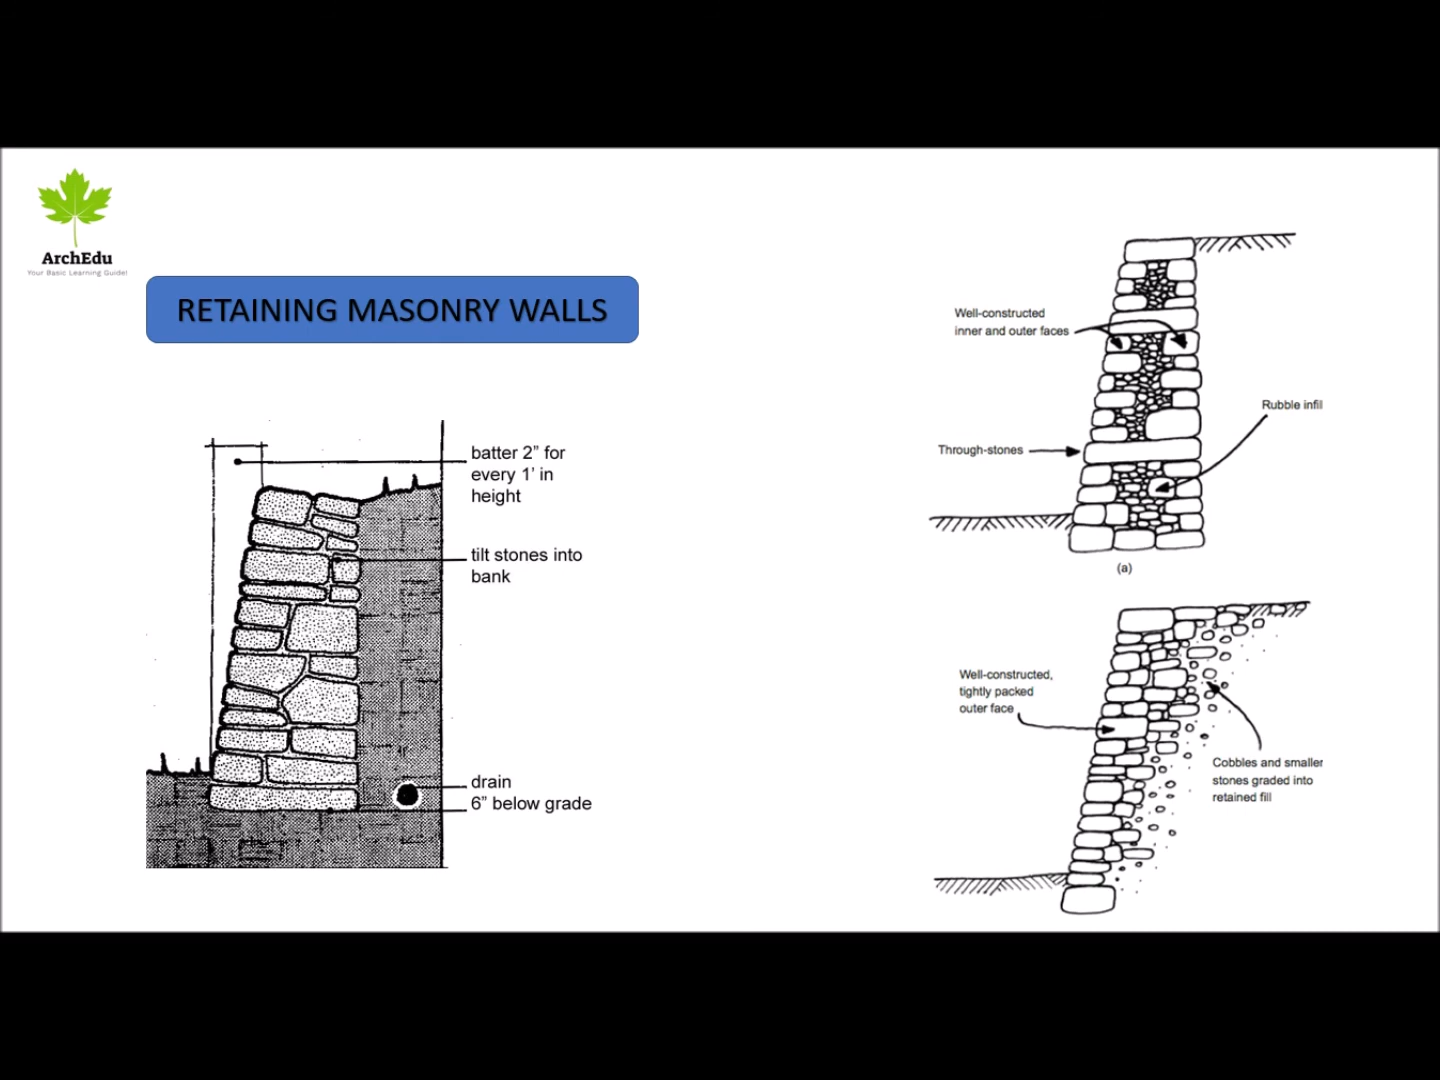 ArchEdu
Your Basic Learning Guide!
RETAINING MASONRY WALLS
batter 2” for
every 1’ in
height
tilt stones into
bank
drain
6” below grade
Well-constructed
inner and outer faces
Rubble infil
Through-stones
(a)
Well-constructed,
tightly packed
outer face
Cobbles and smaller
stones graded into
retained fill